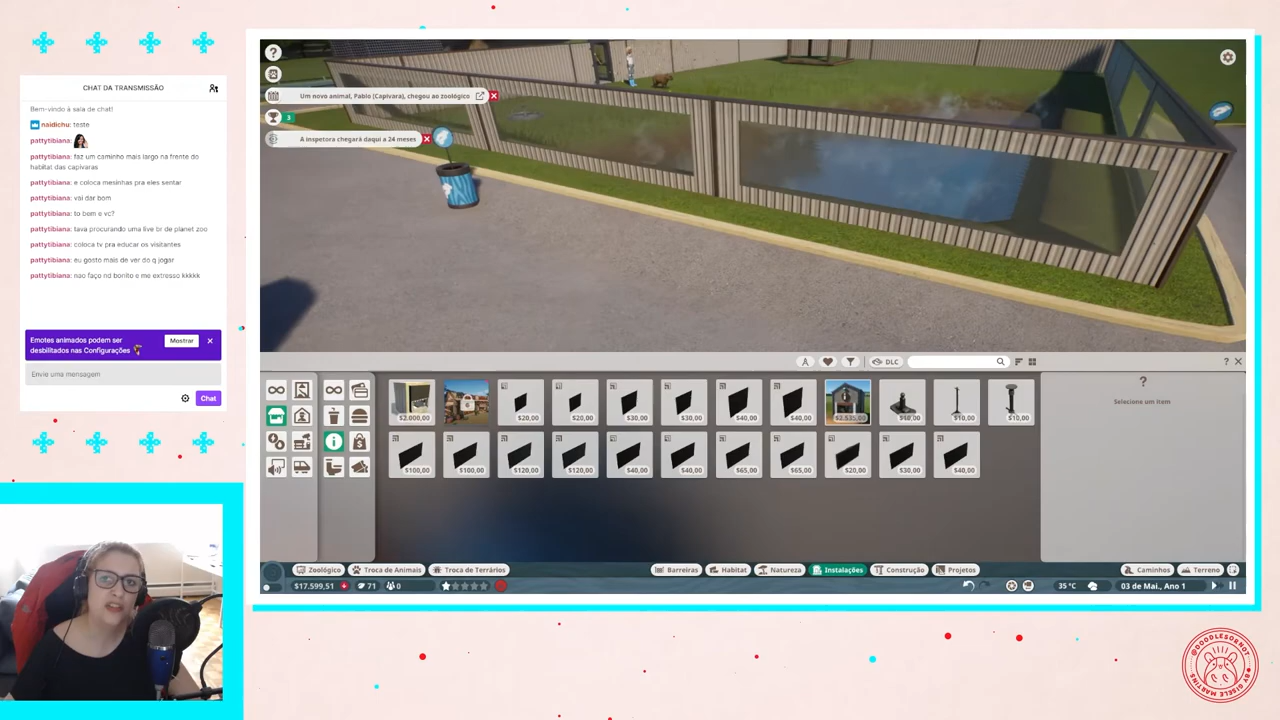 CHAT DA TRANSMISSÃO
Bem-vindo à sala de chat!
naidichu: teste
pattytibiana:
pattytibiana: faz um caminho mais largo na frente do
habitat das capivaras
pattytibiana: e coloca mesinhas pra eles sentar
pattytibiana: vai dar bom
pattytibiana: to bem e vc?
pattytibiana: tava procurando uma live br de planet zoo
pattytibiana: coloca tv pra educar os visitantes
pattytibiana: eu gosto mais de ver do q jogar
pattytibiana: nao faço nd bonito e me estresso kkkkk
Emotes animados podem ser
desbilitados nas Configurações
Mostrar
Envie uma mensagem
Chat
?
Um novo animal, Pablo (Capivara), chegou ao zoológico
3
A inspetora chegará daqui a 24 meses
DLC
?
$2.000,00
$20,00
$20,00
$30,00
$30,00
$40,00
$40,00
$2.535,00
$10,00
$10,00
?
Selecione um item
$100,00
$100,00
$120,00
$120,00
$40,00
$40,00
$65,00
$65,00
$20,00
$30,00
$40,00
Zoológico
Troca de Animais
Troca de Terrários
Barreiras
Habitat
Natureza
Instalações
Construção
Projetos
Caminhos
Terreno
$17.599,51
71
0
35 °C
03 de Mai., Ano 1
@DOODLESORNOT
BY GISELE MARTINS